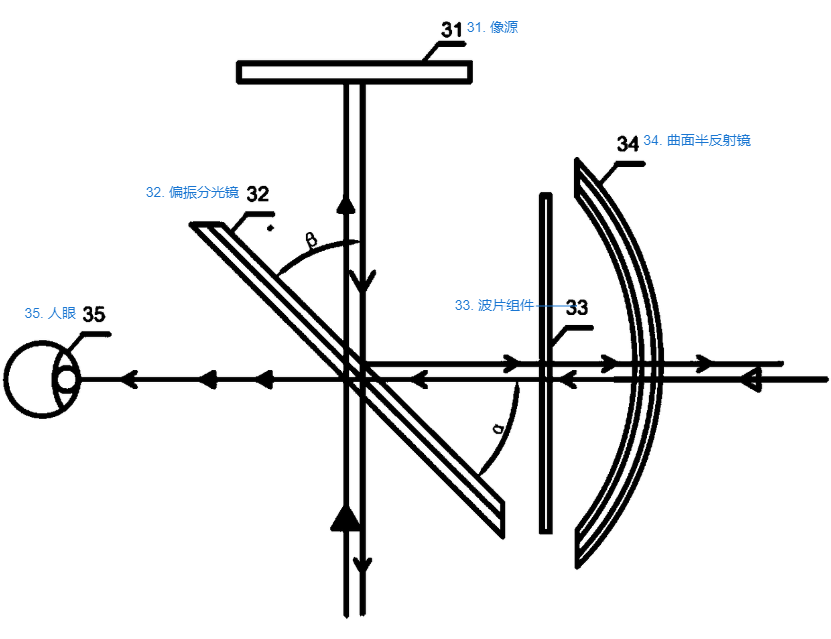 31 31. 像源
34 34. 曲面半反射镜
32. 偏振分光镜 32
β
33. 波片组件 33
35. 人眼 35
α